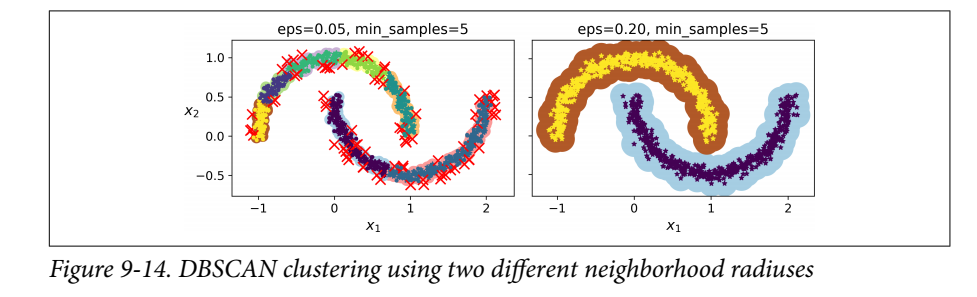 eps=0.05, min_samples=5
eps=0.20, min_samples=5
1.0
0.5
x2
0.0
−0.5
−1 0 1 2
−1 0 1 2
x1
x1
Figure 9-14. DBSCAN clustering using two different neighborhood radiuses